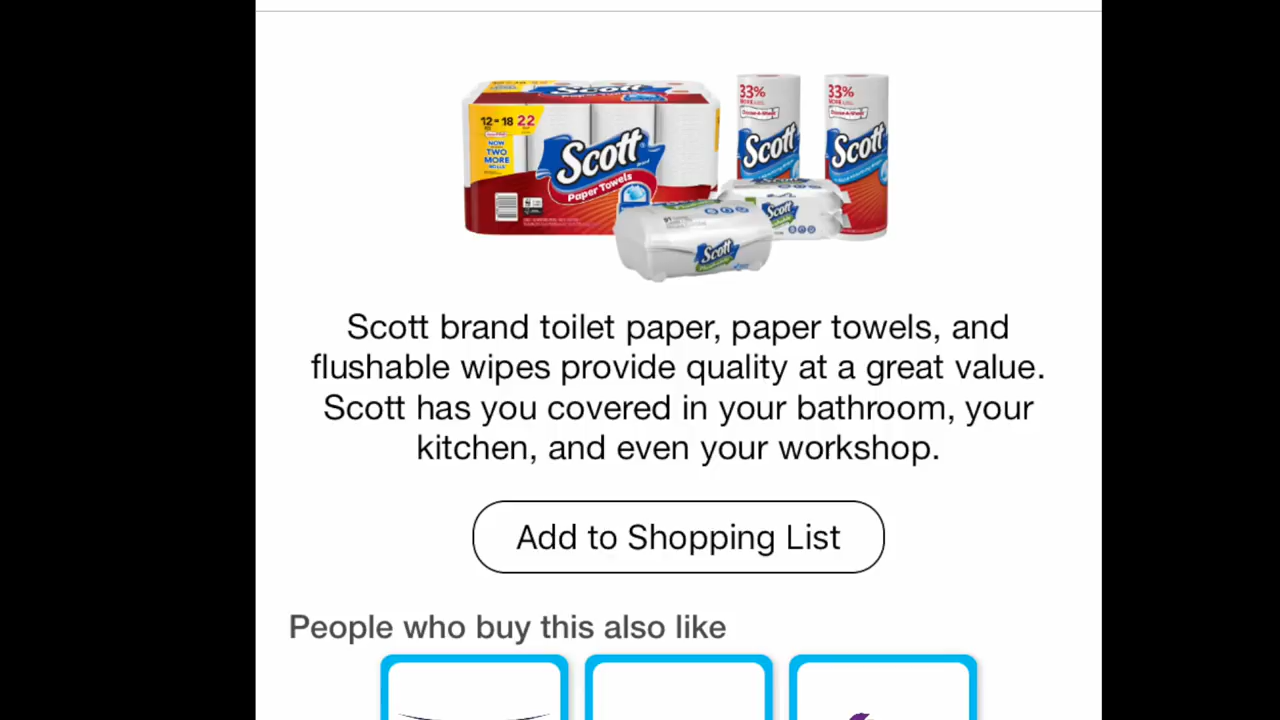 12=18 22
NOW
TWO
MORE
Scott
Paper Towels
33%
MORE
Scott
33%
MORE
Scott
Scott
Scott
Scott brand toilet paper, paper towels, and
flushable wipes provide quality at a great value.
Scott has you covered in your bathroom, your
kitchen, and even your workshop.
Add to Shopping List
People who buy this also like